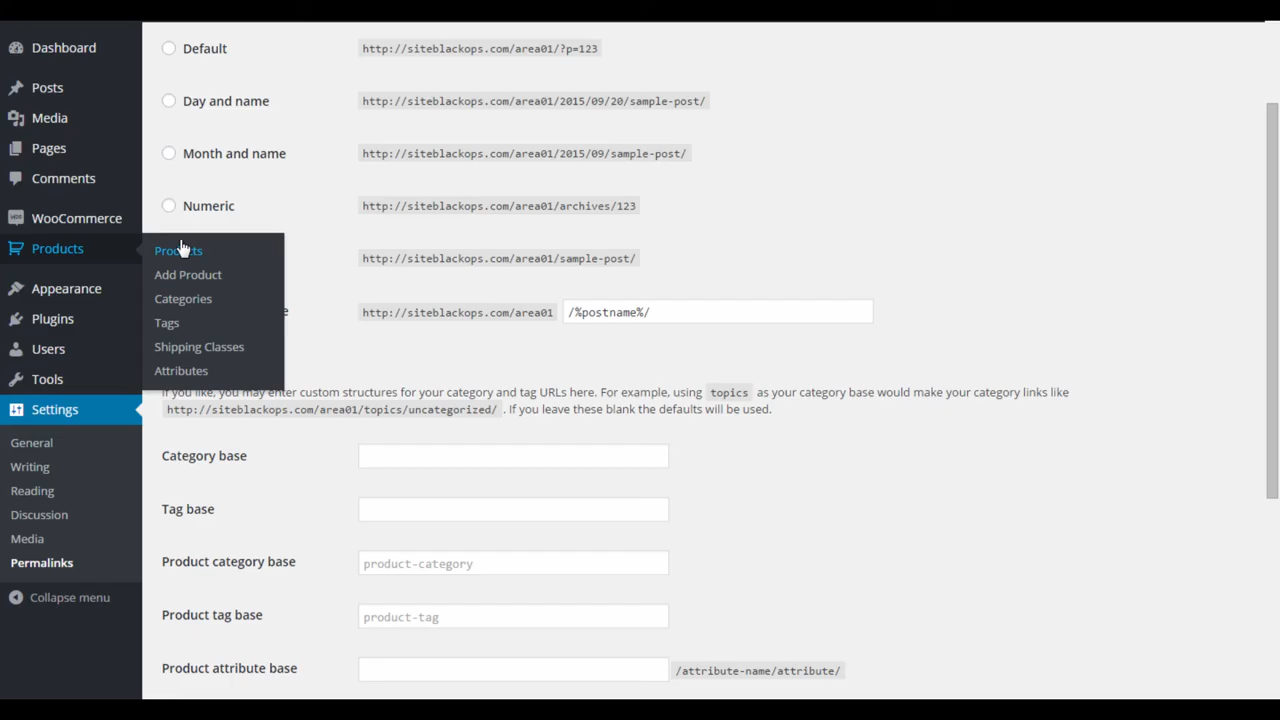 Dashboard
Posts
Media
Pages
Comments
WooCommerce
Products
Appearance
Plugins
Users
Tools
Settings
General
Writing
Reading
Discussion
Media
Permalinks
Collapse menu
Products
Add Product
Categories
Tags
Shipping Classes
Attributes
Default http://siteblackops.com/area01/?p=123
Day and name http://siteblackops.com/area01/2015/09/20/sample-post/
Month and name http://siteblackops.com/area01/2015/09/sample-post/
Numeric http://siteblackops.com/area01/archives/123
http://siteblackops.com/area01/sample-post/
http://siteblackops.com/area01 /%postname%/
If you like, you may enter custom structures for your category and tag URLs here. For example, using topics as your category base would make your category links like
http://siteblackops.com/area01/topics/uncategorized/ . If you leave these blank the defaults will be used.
Category base
Tag base
Product category base product-category
Product tag base product-tag
Product attribute base /attribute-name/attribute/